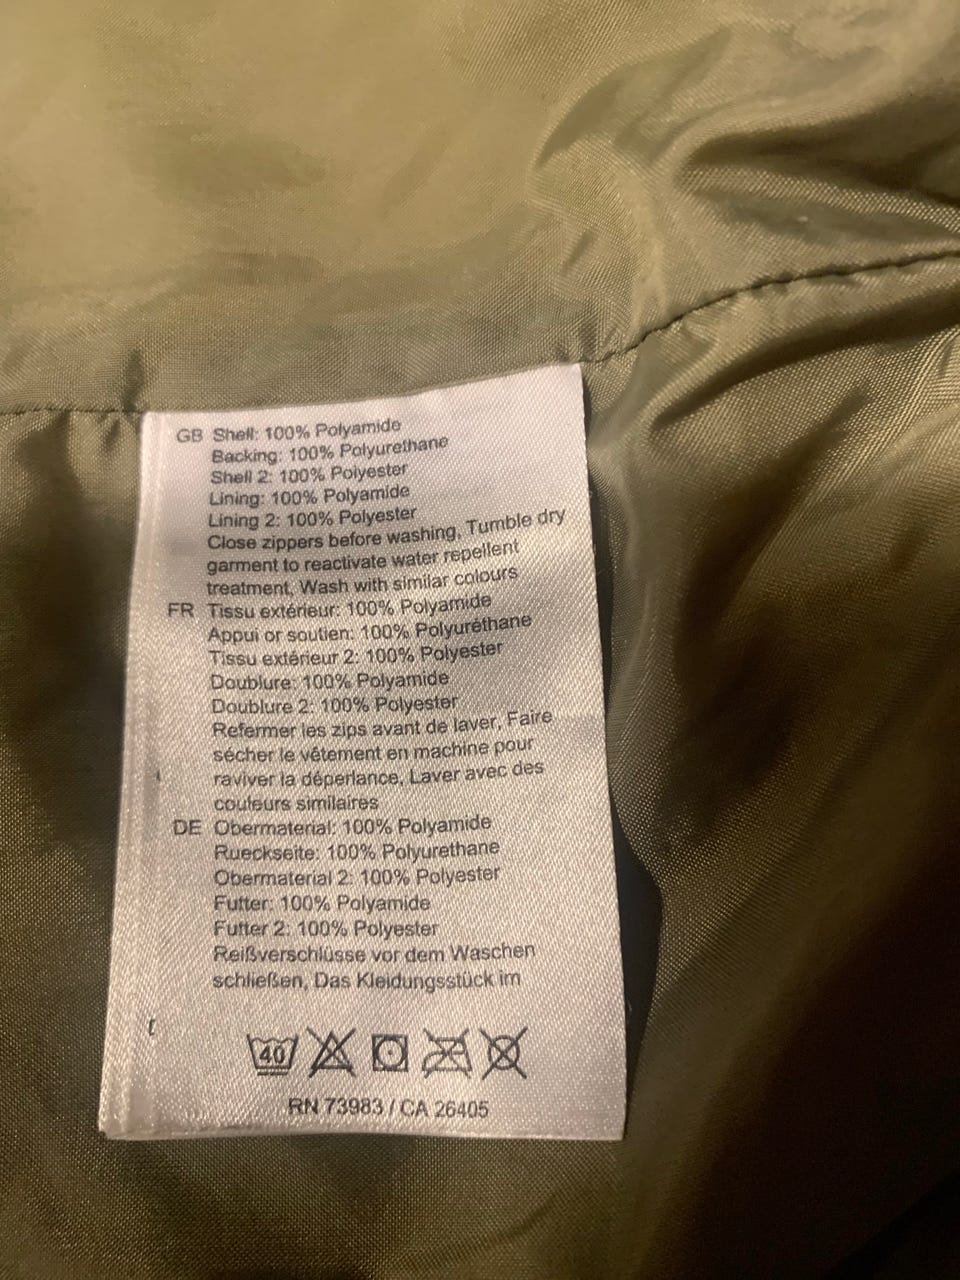 GB Shell: 100% Polyamide
Backing: 100% Polyurethane
Shell 2: 100% Polyester
Lining: 100% Polyamide
Lining 2: 100% Polyester
Close zippers before washing, Tumble dry
garment to reactivate water repellent
treatment, Wash with similar colours
FR Tissu extérieur: 100% Polyamide
Appui or soutien: 100% Polyuréthane
Tissu extérieur 2: 100% Polyester
Doublure: 100% Polyamide
Doublure 2: 100% Polyester
Refermer les zips avant de laver, Faire
sécher le vêtement en machine pour
raviver la déperlance, Laver avec des
couleurs similaires
DE Obermaterial: 100% Polyamide
Rueckseite: 100% Polyurethane
Obermaterial 2: 100% Polyester
Futter: 100% Polyamide
Futter 2: 100% Polyester
Reißverschlüsse vor dem Waschen
schließen, Das Kleidungsstück im
40
RN 73983 / CA 26405